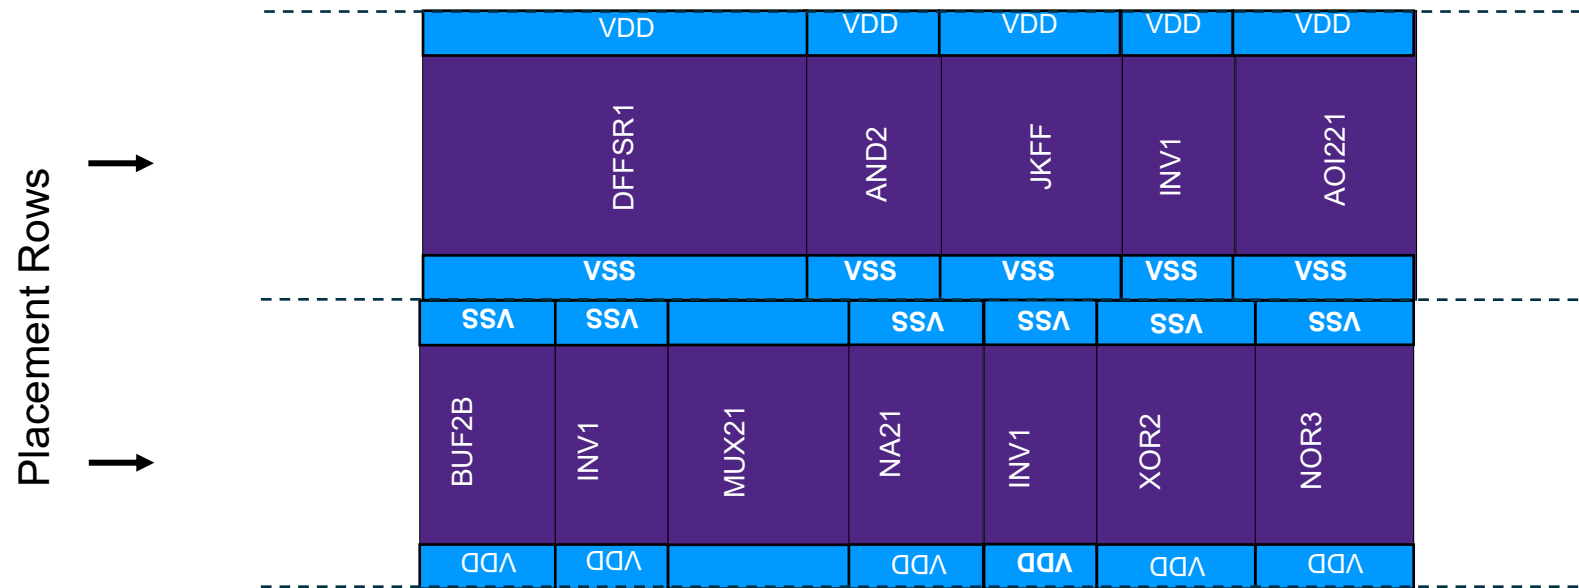 Placement Rows
VDD VDD VDD VDD VDD
DFFSR1 AND2 JKFF INV1 AOI221
VSS VSS VSS VSS VSS
VSS VSS VSS VSS VSS VSS
BUF2B INV1 MUX21 NA21 INV1 XOR2 NOR3
VDD VDD VDD VDD VDD VDD